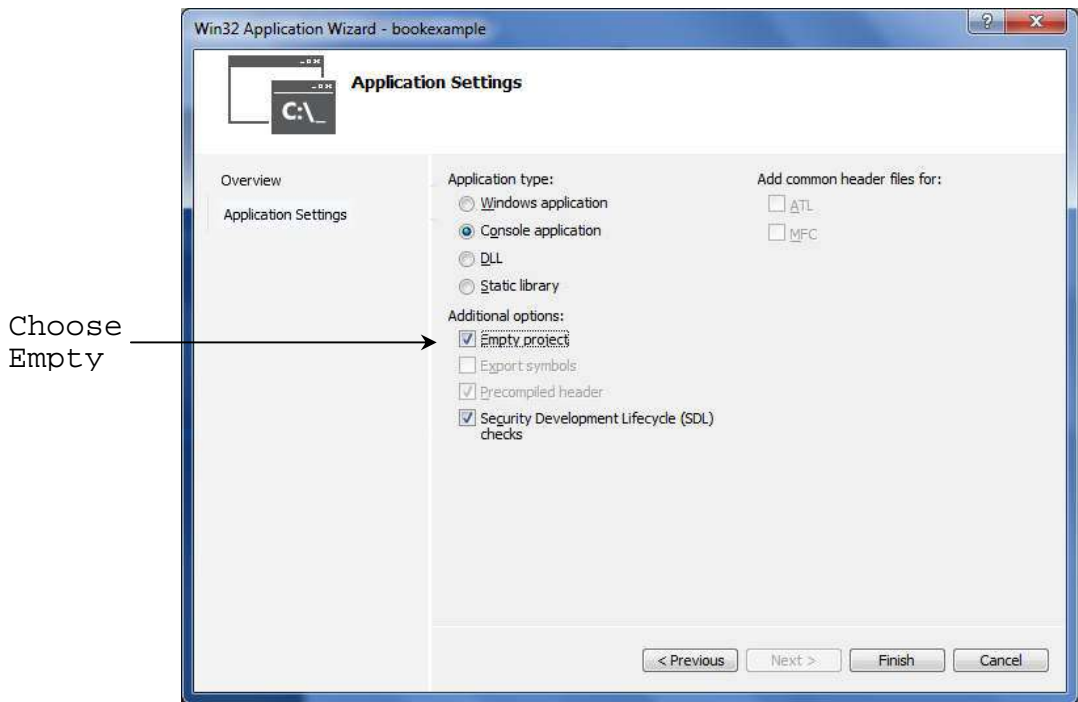 Win32 Application Wizard - bookexample
C:\_
Application Settings
Overview
Application Settings
Application type:
Windows application
Console application
DLL
Static library
Additional options:
Empty project
Export symbols
Precompiled header
Security Development Lifecycle (SDL)
checks
Add common header files for:
ATL
MFC
Choose
Empty
< Previous
Next >
Finish
Cancel